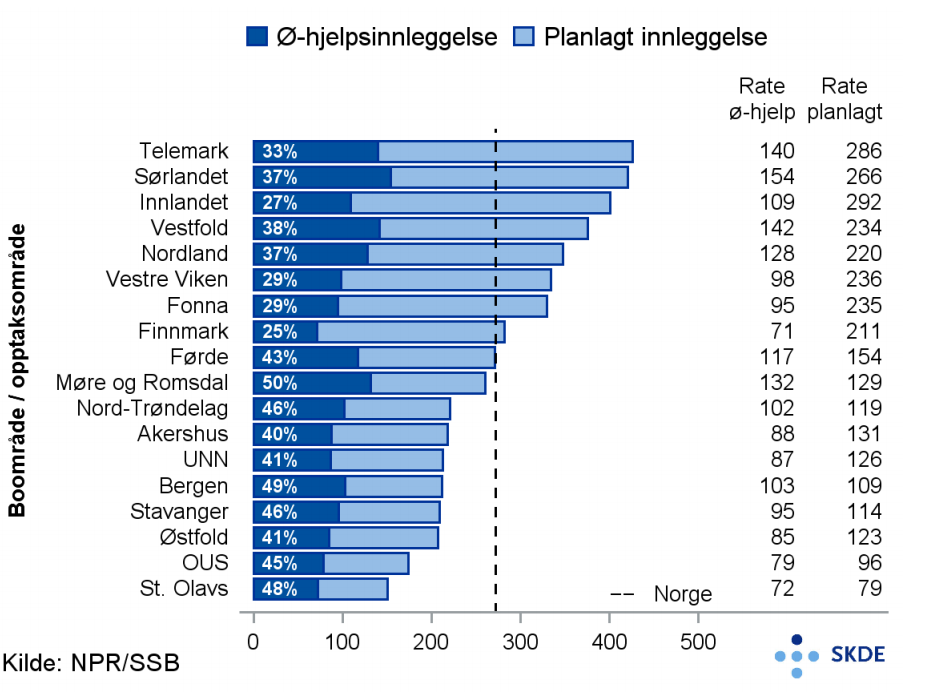 Ø-hjelpsinnleggelse Planlagt innleggelse
Rate Rate
ø-hjelp planlagt
Boområde / opptaksområde
Telemark 33% 140 286
Sørlandet 37% 154 266
Innlandet 27% 109 292
Vestfold 38% 142 234
Nordland 37% 128 220
Vestre Viken 29% 98 236
Fonna 29% 95 235
Finnmark 25% 71 211
Førde 43% 117 154
Møre og Romsdal 50% 132 129
Nord-Trøndelag 46% 102 119
Akershus 40% 88 131
UNN 41% 87 126
Bergen 49% 103 109
Stavanger 46% 95 114
Østfold 41% 85 123
OUS 45% 79 96
St. Olavs 48% 72 79
Norge
0 100 200 300 400 500
Kilde: NPR/SSB
SKDE